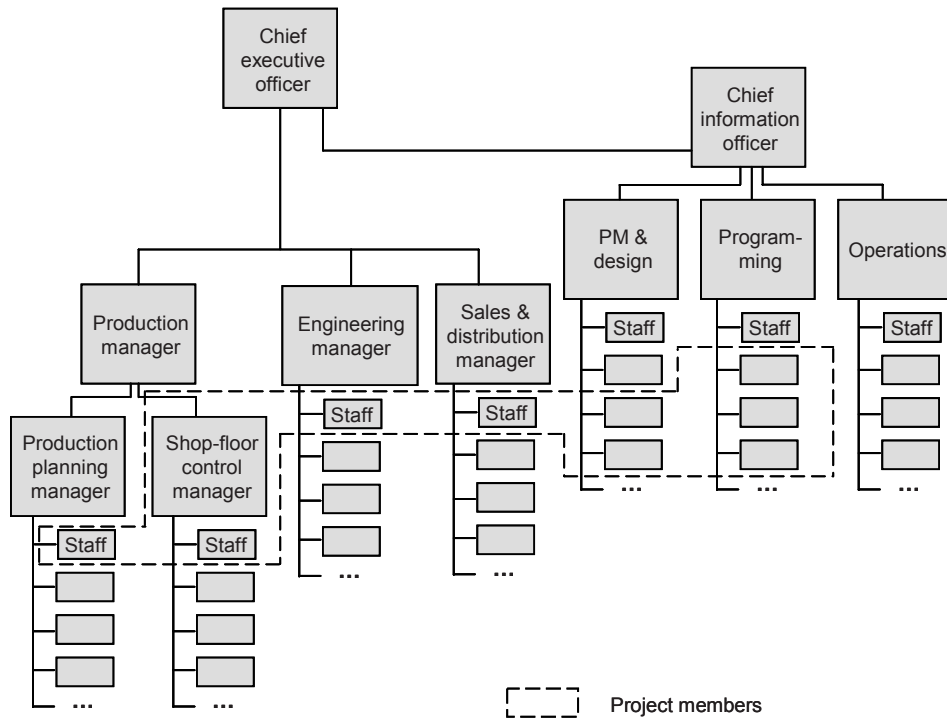 Chief
executive
officer
Chief
information
officer
PM &
design
Program-
ming
Operations
Production
manager
Engineering
manager
Sales &
distribution
manager
Staff
Staff
Staff
Staff
Staff
Production
planning
manager
Shop-floor
control
manager
...
...
...
Staff
Staff
...
...
...
...
Project members